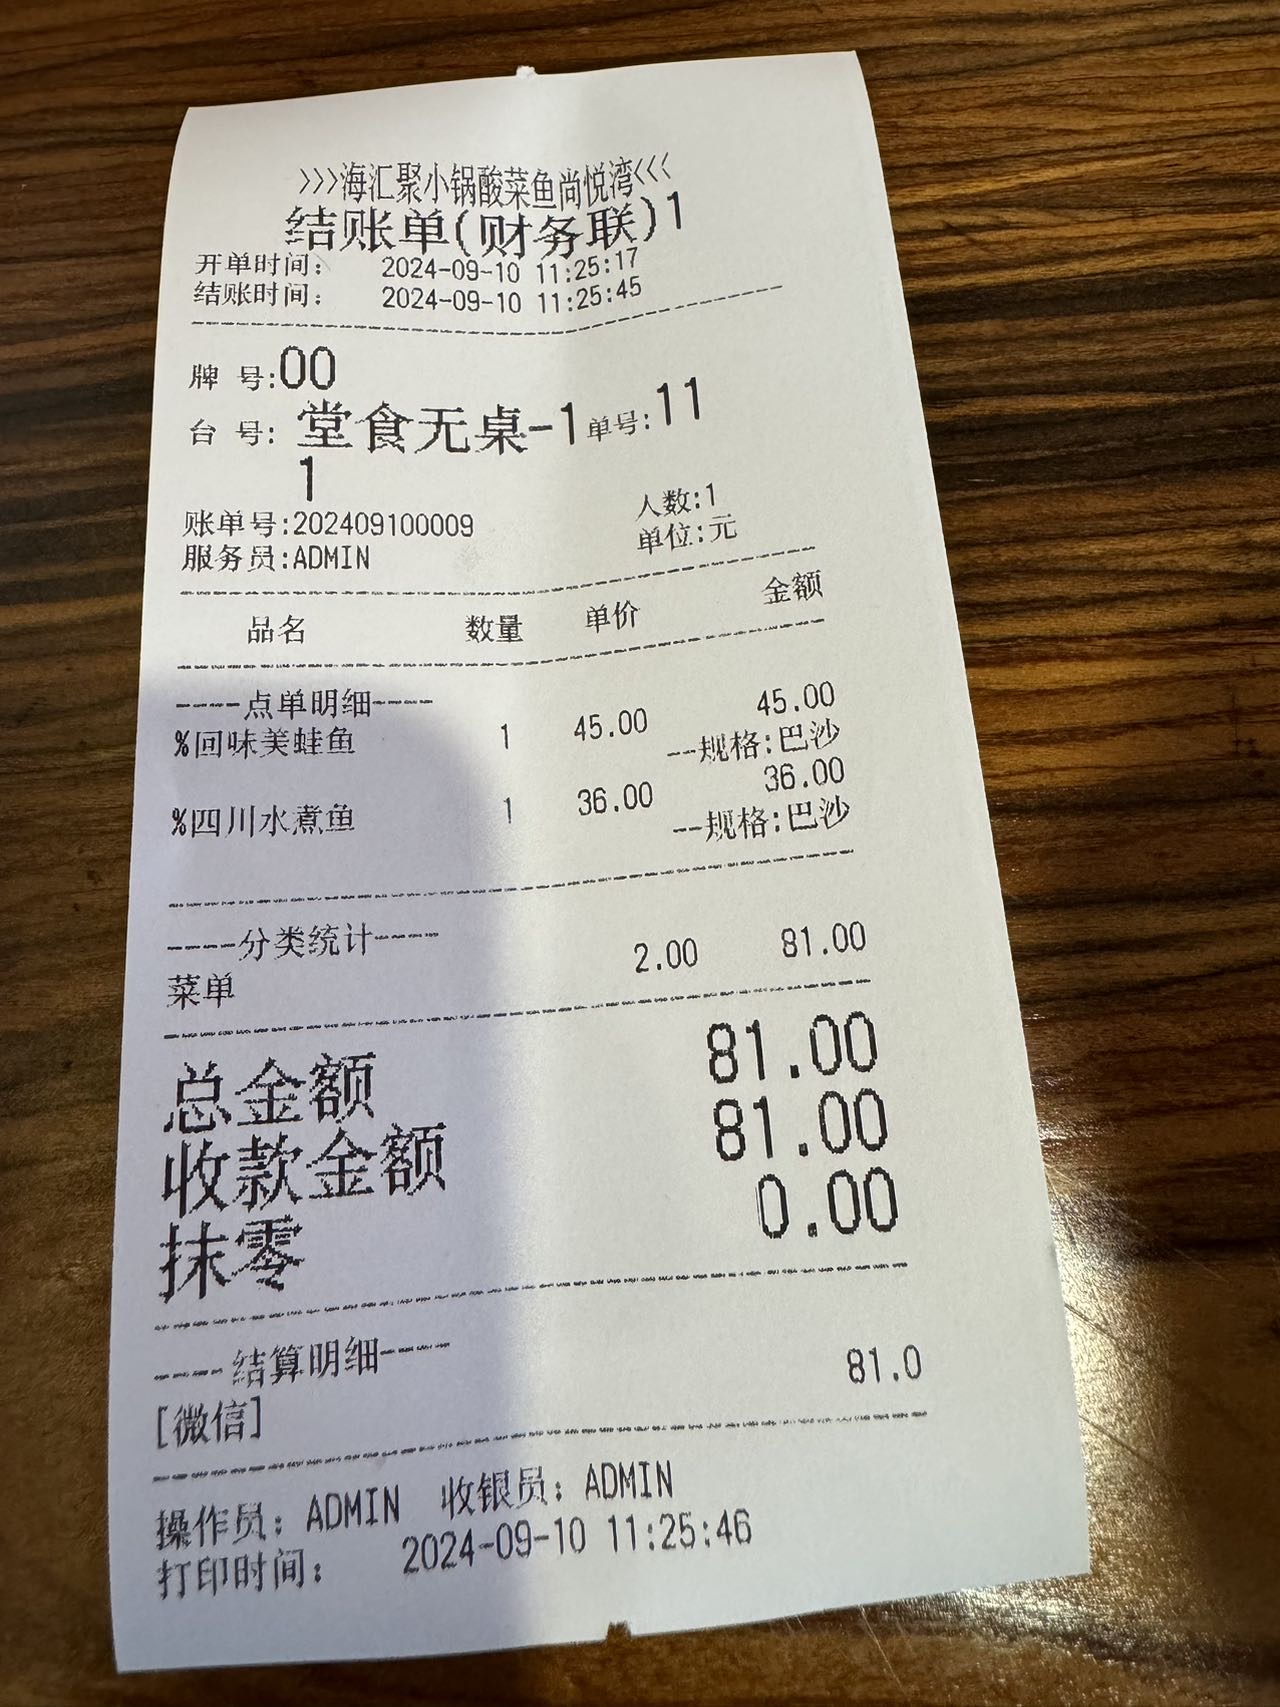 >>>海汇聚小锅酸菜鱼尚悦湾<<<
结账单(财务联)1
开单时间: 2024-09-10 11:25:17
结账时间: 2024-09-10 11:25:45
牌 号:00
台 号: 堂食无桌-1 单号:11
1
账单号:202409100009 人数:1
服务员:ADMIN 单位:元
品名 数量 单价 金额
----点单明细----
%回味美蛙鱼 1 45.00 45.00
--规格:巴沙
%四川水煮鱼 1 36.00 36.00
--规格:巴沙
----分类统计----
菜单 2.00 81.00
总金额 81.00
收款金额 81.00
抹零 0.00
----结算明细----
[微信] 81.0
操作员: ADMIN 收银员: ADMIN
打印时间: 2024-09-10 11:25:46